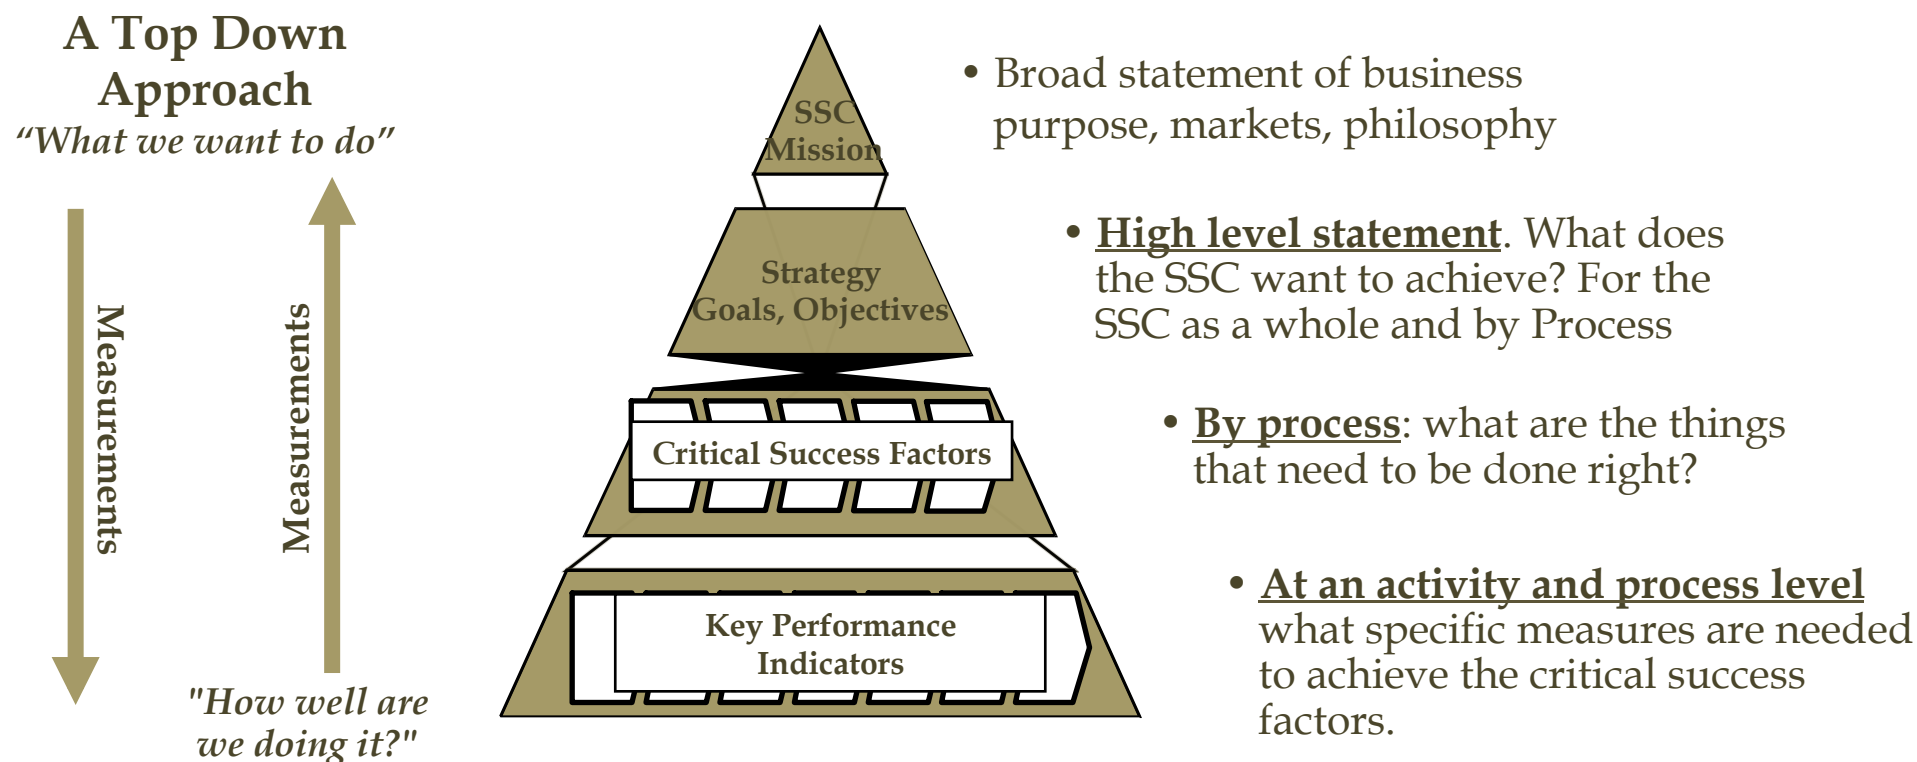 A Top Down
Approach
“What we want to do”
Measurements
Measurements
"How well are
we doing it?"
SSC
Mission
Strategy
Goals, Objectives
Critical Success Factors
Key Performance
Indicators
• Broad statement of business
purpose, markets, philosophy
• High level statement. What does
the SSC want to achieve? For the
SSC as a whole and by Process
• By process: what are the things
that need to be done right?
• At an activity and process level
what specific measures are needed
to achieve the critical success
factors.